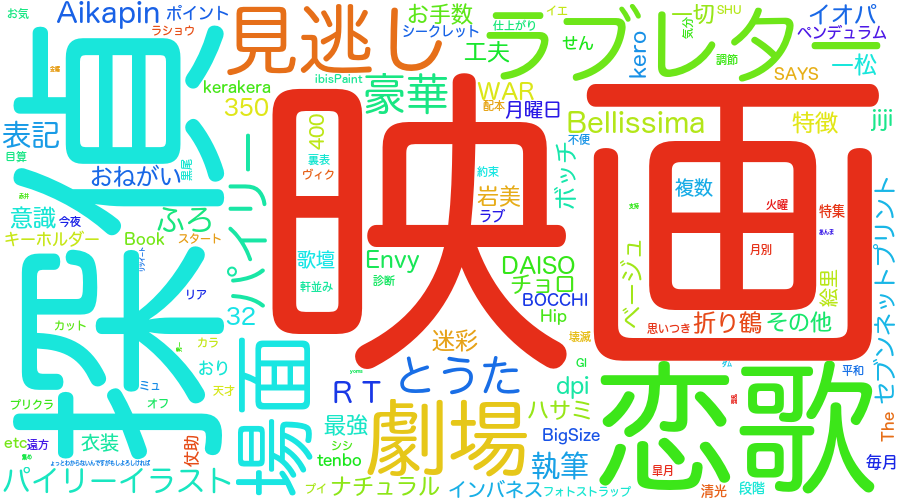 お気
Aikapin
ポイント
ラショウ
見逃し
お手数
シークレット
工夫
仕上がり
イエ
せん
ラブレター
一切
気分
SHU
イオパ
ペンデュラム
調節
一松
SAYS
kero
ibisPaint
kerakera
350
豪華
400
WAR
配本
月曜日
Bellissima
特徴
jiji
不便
表記
目算
探偵
黒尾
おねがい
裏表
ヴィク
映画
約束
岩美
ラブ
ボッチ
複数
火曜
特集
意識
今夜
ふろ
キーホルダー
Book
スタート
パイリー
歌壇
軒並み
Envy
診断
DAISO
チョロ
BOCCHI
Hip
ベージュ
月別
絵里
セブンネットプリント
思いつき
折り鶴
その他
リア
32
カット
カラ
おり
迷彩
壊滅
GI
とうた
RT
dpi
平和
ミュ
天才
プリクラ
オフ
場面
劇場
恋歌
ハサミ
最強
シシ
tenbo
BigSize
執筆
The
毎月
etc
遠方
衣装
仗助
パイリーイラスト
ブイ
ナチュラル
インバネス
フォトストラップ
皐月
清光
段階